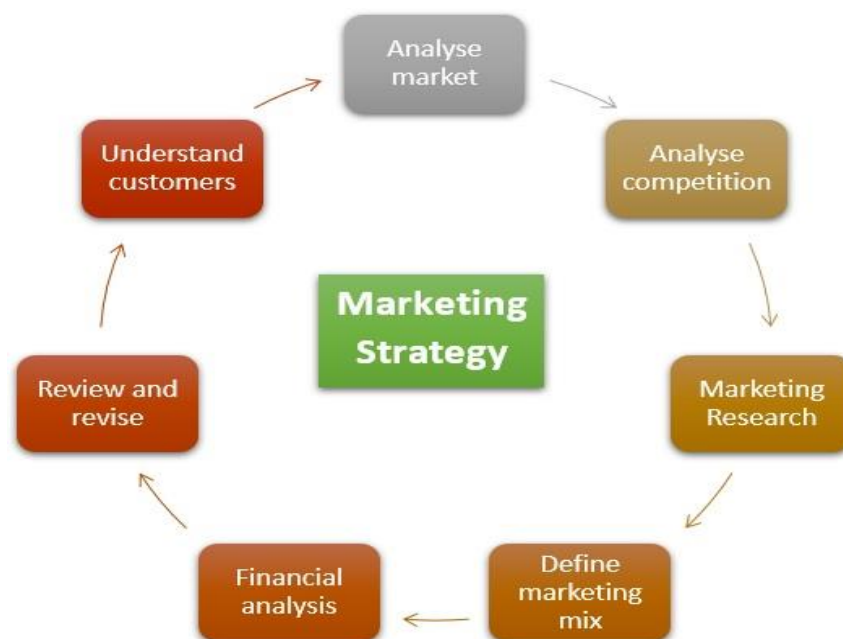 Analyse
market
Analyse
competition
Marketing
Research
Define
marketing
mix
Financial
analysis
Review and
revise
Understand
customers
Marketing
Strategy